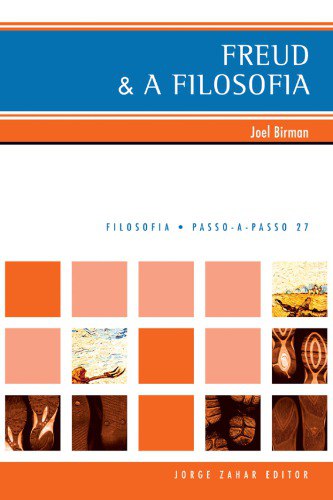 FREUD
& A FILOSOFIA
Joel Birman
FILOSOFIA • PASSO-A-PASSO 27
JORGE ZAHAR EDITOR